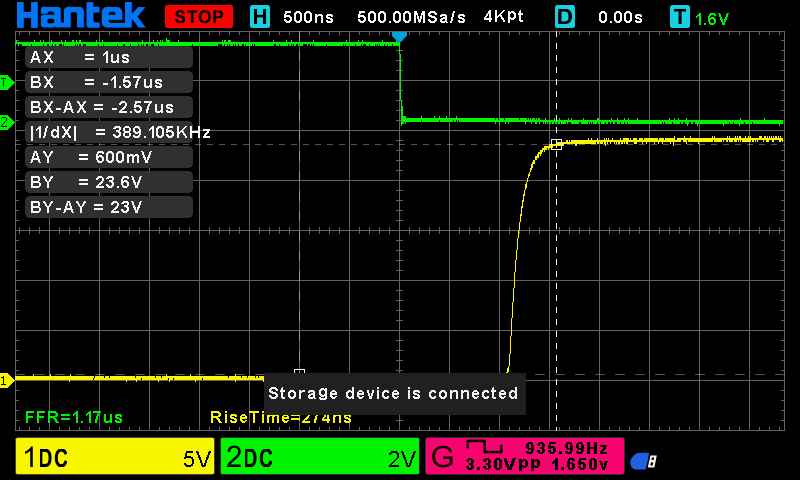 Hantek STOP H 500ns 500.00MSa/s 4Kpt D 0.00s T 1.6V
AX = 1us
T
BX = -1.57us
BX-AX = -2.57us
2
|1/dX| = 389.105KHz
AY = 600mV
BY = 23.6V
BY-AY = 23V
1
Storage device is connected
FFR=1.17us RiseTime=274ns
1DC 5V 2DC 2V G 935.99Hz
3.30Vpp 1.650v
8